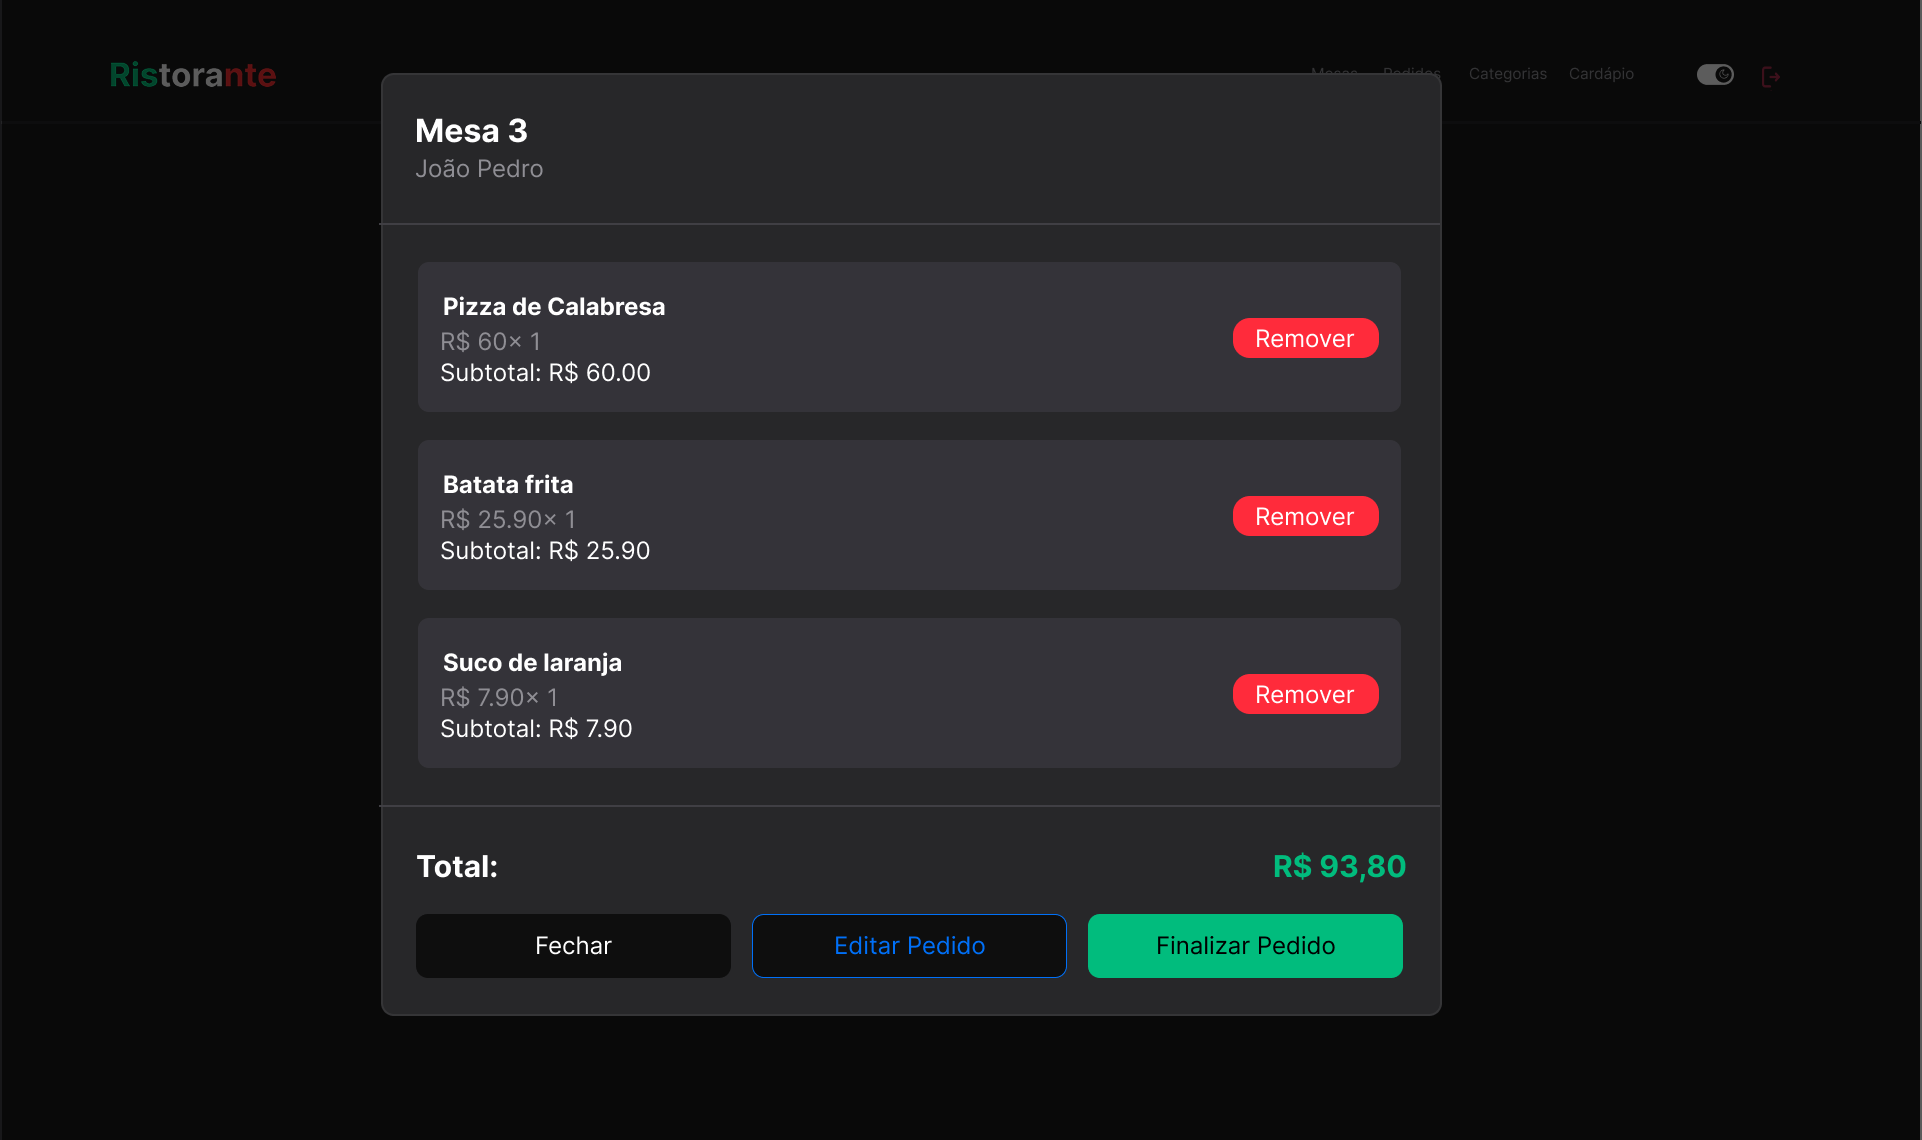 Ristorante
Mesas Pedidos Categorias Cardápio
Mesa 3
João Pedro
Pizza de Calabresa
R$ 60× 1
Subtotal: R$ 60.00
Remover
Batata frita
R$ 25.90× 1
Subtotal: R$ 25.90
Remover
Suco de laranja
R$ 7.90× 1
Subtotal: R$ 7.90
Remover
Total:
R$ 93,80
Fechar
Editar Pedido
Finalizar Pedido